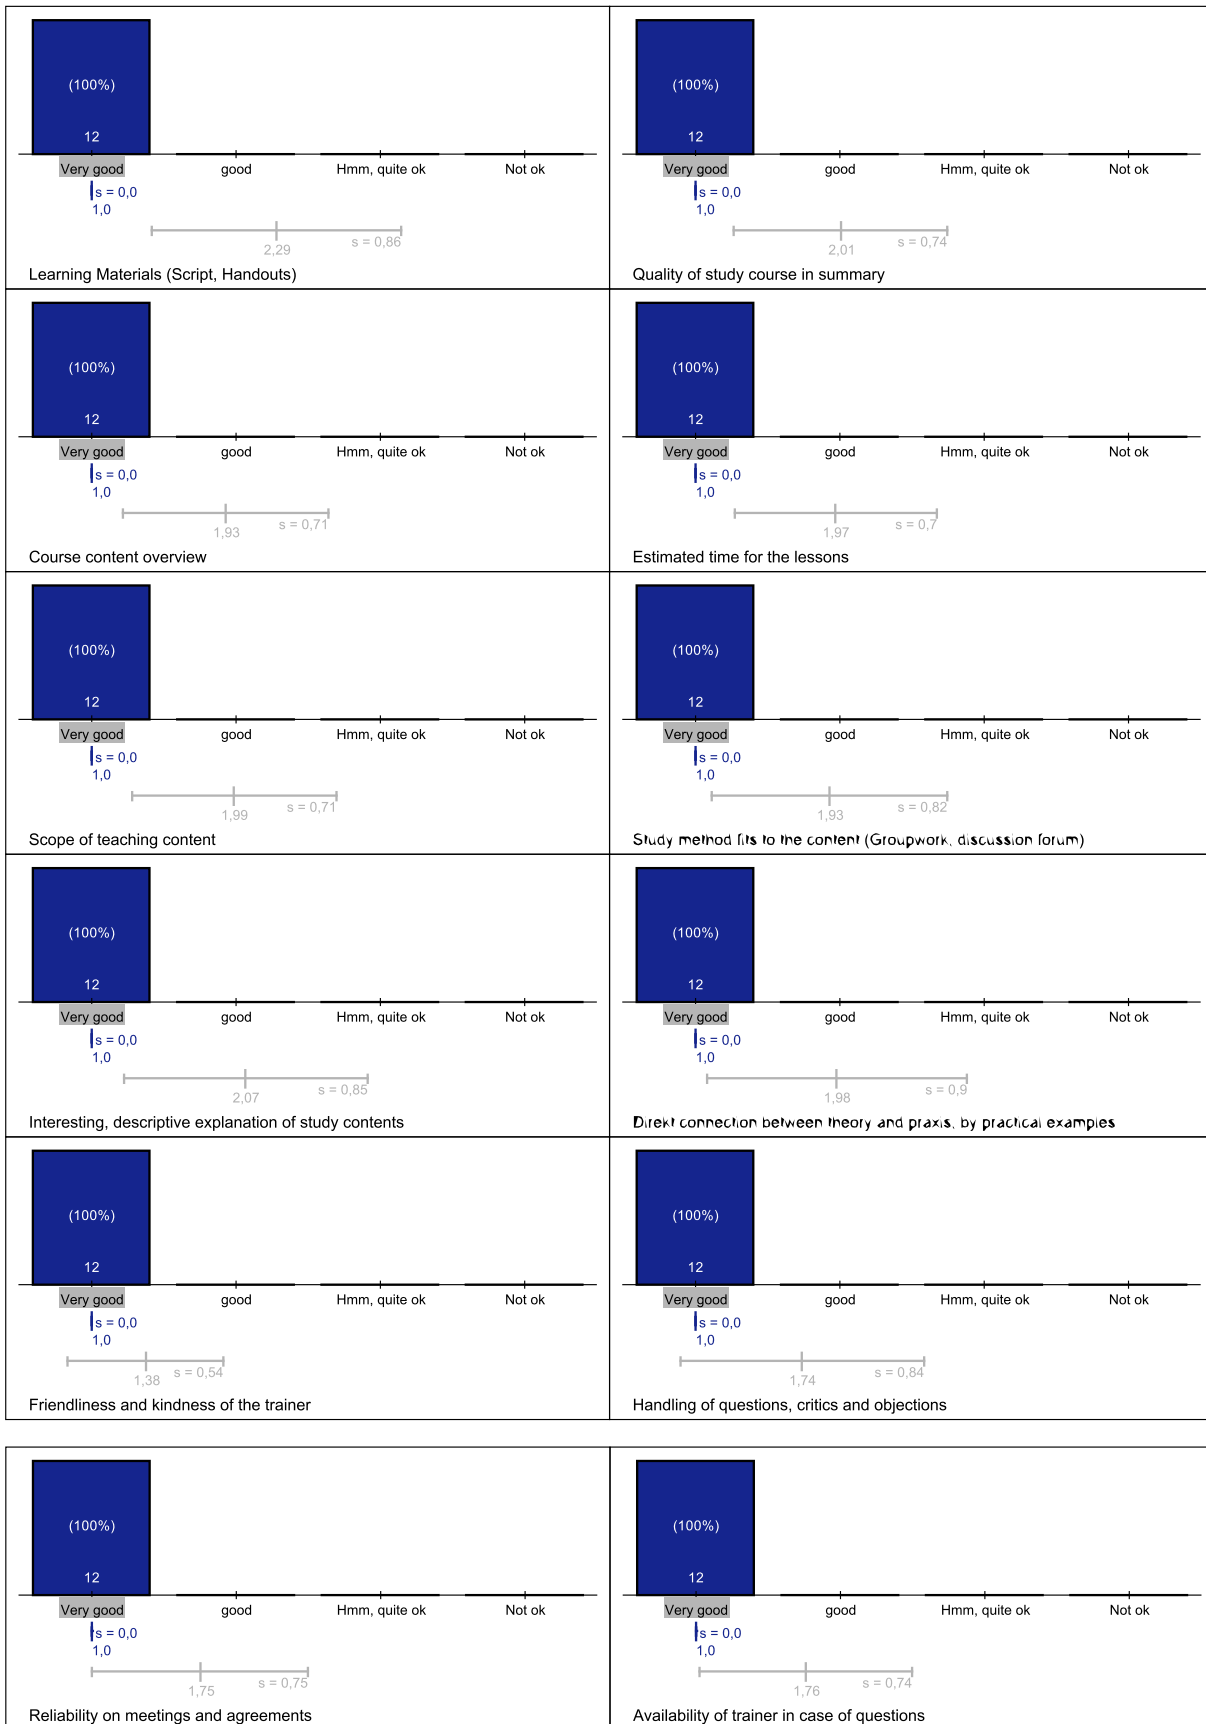 (100%)
12
Very good good Hmm, quite ok Not ok
s = 0,0
1,0
2,29 s = 0,86
Learning Materials (Script, Handouts)
(100%)
12
Very good good Hmm, quite ok Not ok
s = 0,0
1,0
2,01 s = 0,74
Quality of study course in summary
(100%)
12
Very good good Hmm, quite ok Not ok
s = 0,0
1,0
1,93 s = 0,71
Course content overview
(100%)
12
Very good good Hmm, quite ok Not ok
s = 0,0
1,0
1,97 s = 0,7
Estimated time for the lessons
(100%)
12
Very good good Hmm, quite ok Not ok
s = 0,0
1,0
1,99 s = 0,71
Scope of teaching content
(100%)
12
Very good good Hmm, quite ok Not ok
s = 0,0
1,0
1,93 s = 0,82
Study method fits to the content (Groupwork, discussion forum)
(100%)
12
Very good good Hmm, quite ok Not ok
s = 0,0
1,0
2,07 s = 0,85
Interesting, descriptive explanation of study contents
(100%)
12
Very good good Hmm, quite ok Not ok
s = 0,0
1,0
1,98 s = 0,9
Direkt connection between theory and praxis, by practical examples
(100%)
12
Very good good Hmm, quite ok Not ok
s = 0,0
1,0
1,38 s = 0,54
Friendliness and kindness of the trainer
(100%)
12
Very good good Hmm, quite ok Not ok
s = 0,0
1,0
1,74 s = 0,84
Handling of questions, critics and objections
(100%)
12
Very good good Hmm, quite ok Not ok
s = 0,0
1,0
1,75 s = 0,75
Reliability on meetings and agreements
(100%)
12
Very good good Hmm, quite ok Not ok
s = 0,0
1,0
1,76 s = 0,74
Availability of trainer in case of questions